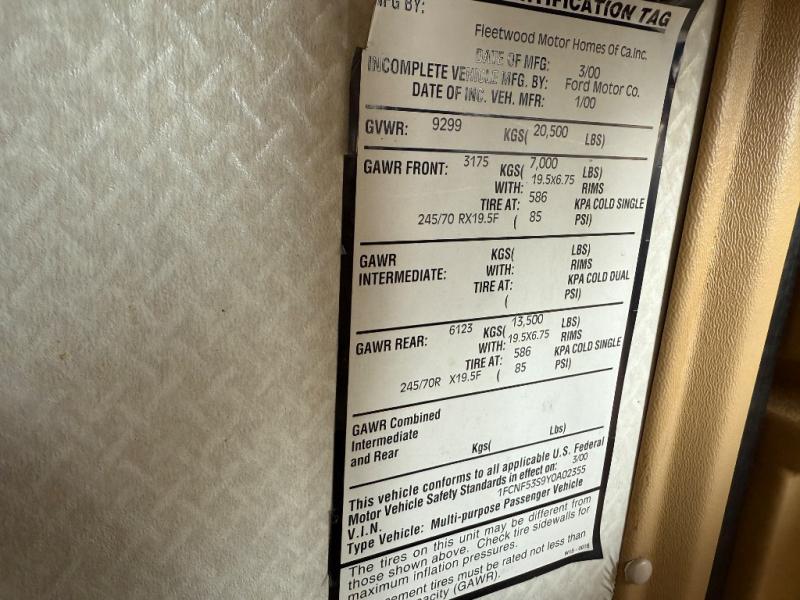 MFG BY:
TIFICATION TAG
Fleetwood Motor Homes Of Ca.Inc.
DATE OF MFG: 3/00
INCOMPLETE VEHICLE MFG. BY: Ford Motor Co.
DATE OF INC. VEH. MFR: 1/00
GVWR: 9299 KGS( 20,500 LBS)
GAWR FRONT: 3175 KGS( 7,000 LBS)
WITH: 19.5X6.75 RIMS
TIRE AT: 586 KPA COLD SINGLE
245/70 RX19.5F ( 85 PSI)
GAWR KGS( LBS)
INTERMEDIATE: WITH: RIMS
TIRE AT: KPA COLD DUAL
( PSI)
GAWR REAR: 6123 KGS( 13,500 LBS)
WITH: 19.5X6.75 RIMS
TIRE AT: 586 KPA COLD SINGLE
245/70R X19.5F ( 85 PSI)
GAWR Combined
Intermediate
and Rear Kgs( Lbs)
This vehicle conforms to all applicable U.S. Federal
Motor Vehicle Safety Standards in effect on: 3/00
V.I.N. 1FCNF53S9Y0A02355
Type Vehicle: Multi-purpose Passenger Vehicle
The tires on this unit may be different from
those shown above. Check tire sidewalls for
maximum inflation pressures.
ement tires must be rated not less than
acity (GAWR).